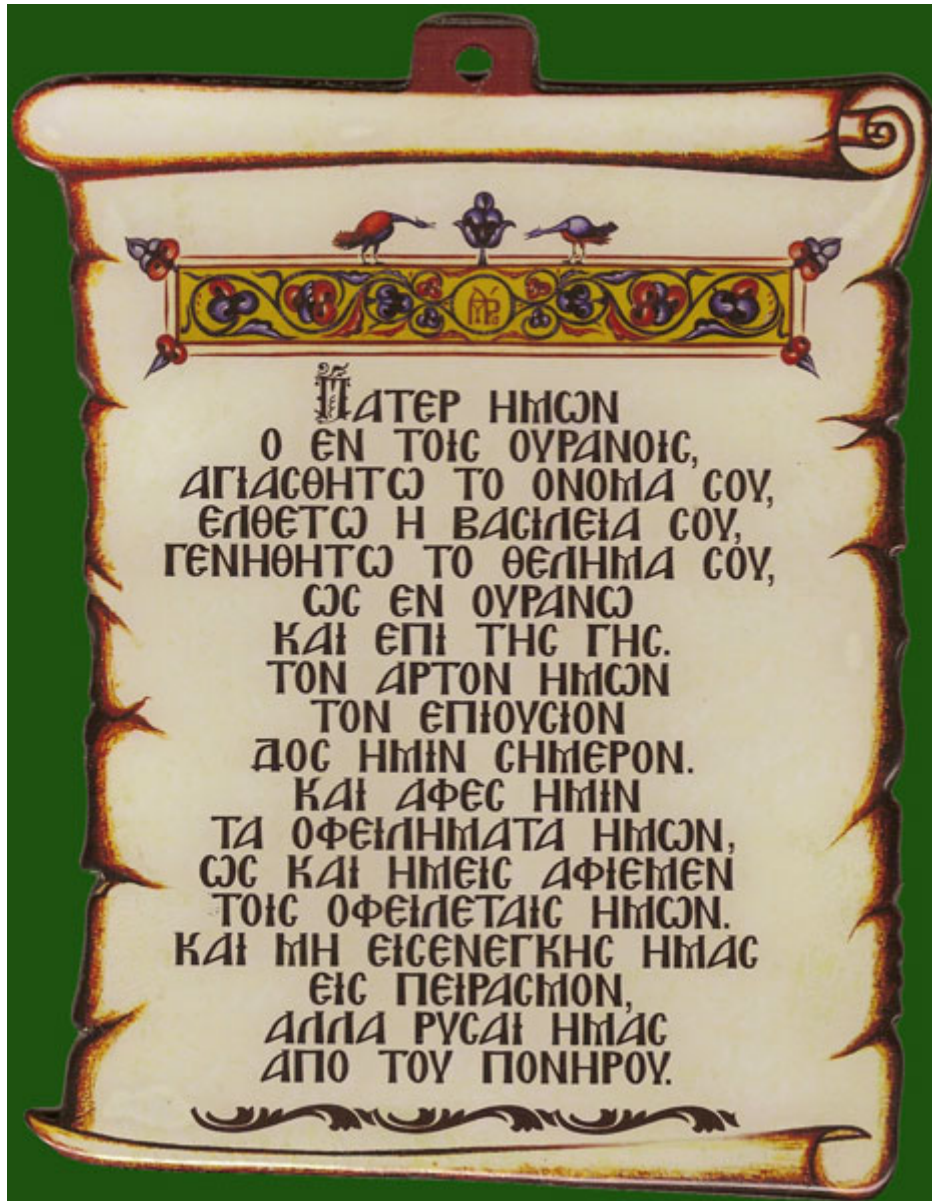 ΠΑΤΕΡ ΗΜΩΝ
Ο ΕΝ ΤΟΙϹ ΟΥΡΑΝΟΙϹ,
ΑΓΙΑϹΘΗΤΩ ΤΟ ΟΝΟΜΑ ϹΟΥ,
ΕΛΘΕΤΩ Η ΒΑϹΙΛΕΙΑ ϹΟΥ,
ΓΕΝΗΘΗΤΩ ΤΟ ΘΕΛΗΜΑ ϹΟΥ,
ΩϹ ΕΝ ΟΥΡΑΝΩ
ΚΑΙ ΕΠΙ ΤΗϹ ΓΗϹ.
ΤΟΝ ΑΡΤΟΝ ΗΜΩΝ
ΤΟΝ ΕΠΙΟΥϹΙΟΝ
ΔΟϹ ΗΜΙΝ ϹΗΜΕΡΟΝ.
ΚΑΙ ΑΦΕϹ ΗΜΙΝ
ΤΑ ΟΦΕΙΛΗΜΑΤΑ ΗΜΩΝ,
ΩϹ ΚΑΙ ΗΜΕΙϹ ΑΦΙΕΜΕΝ
ΤΟΙϹ ΟΦΕΙΛΕΤΑΙϹ ΗΜΩΝ.
ΚΑΙ ΜΗ ΕΙϹΕΝΕΓΚΗϹ ΗΜΑϹ
ΕΙϹ ΠΕΙΡΑϹΜΟΝ,
ΑΛΛΑ ΡΥϹΑΙ ΗΜΑϹ
ΑΠΟ ΤΟΥ ΠΟΝΗΡΟΥ.